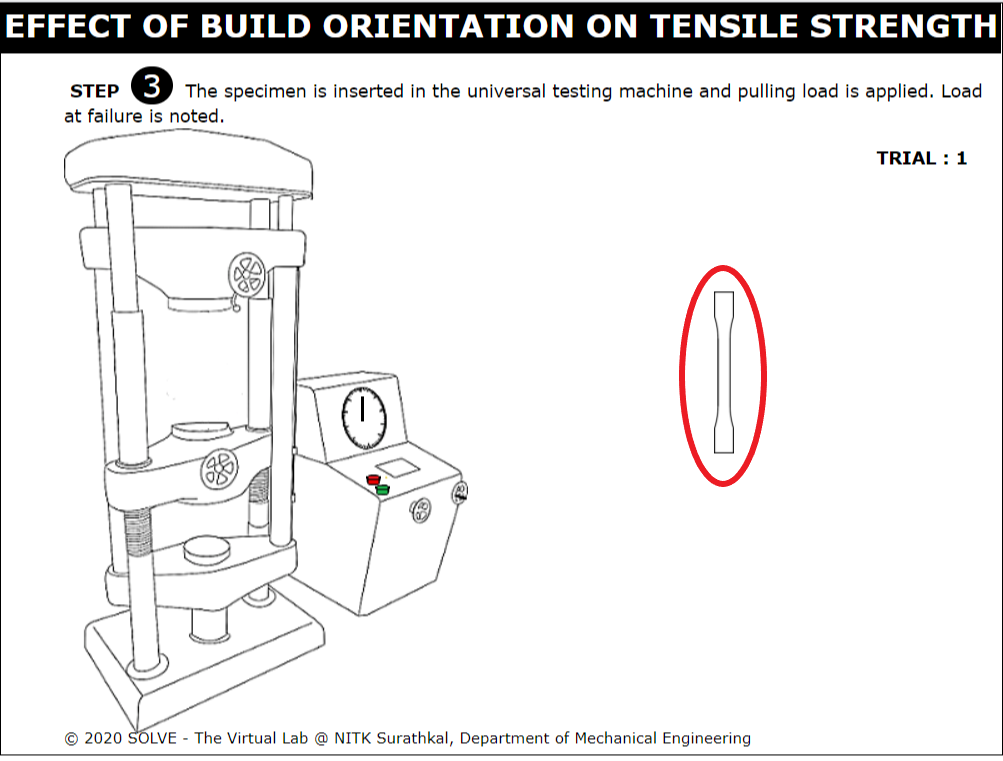 EFFECT OF BUILD ORIENTATION ON TENSILE STRENGTH
STEP 3 The specimen is inserted in the universal testing machine and pulling load is applied. Load
at failure is noted.
TRIAL : 1
© 2020 SOLVE - The Virtual Lab @ NITK Surathkal, Department of Mechanical Engineering